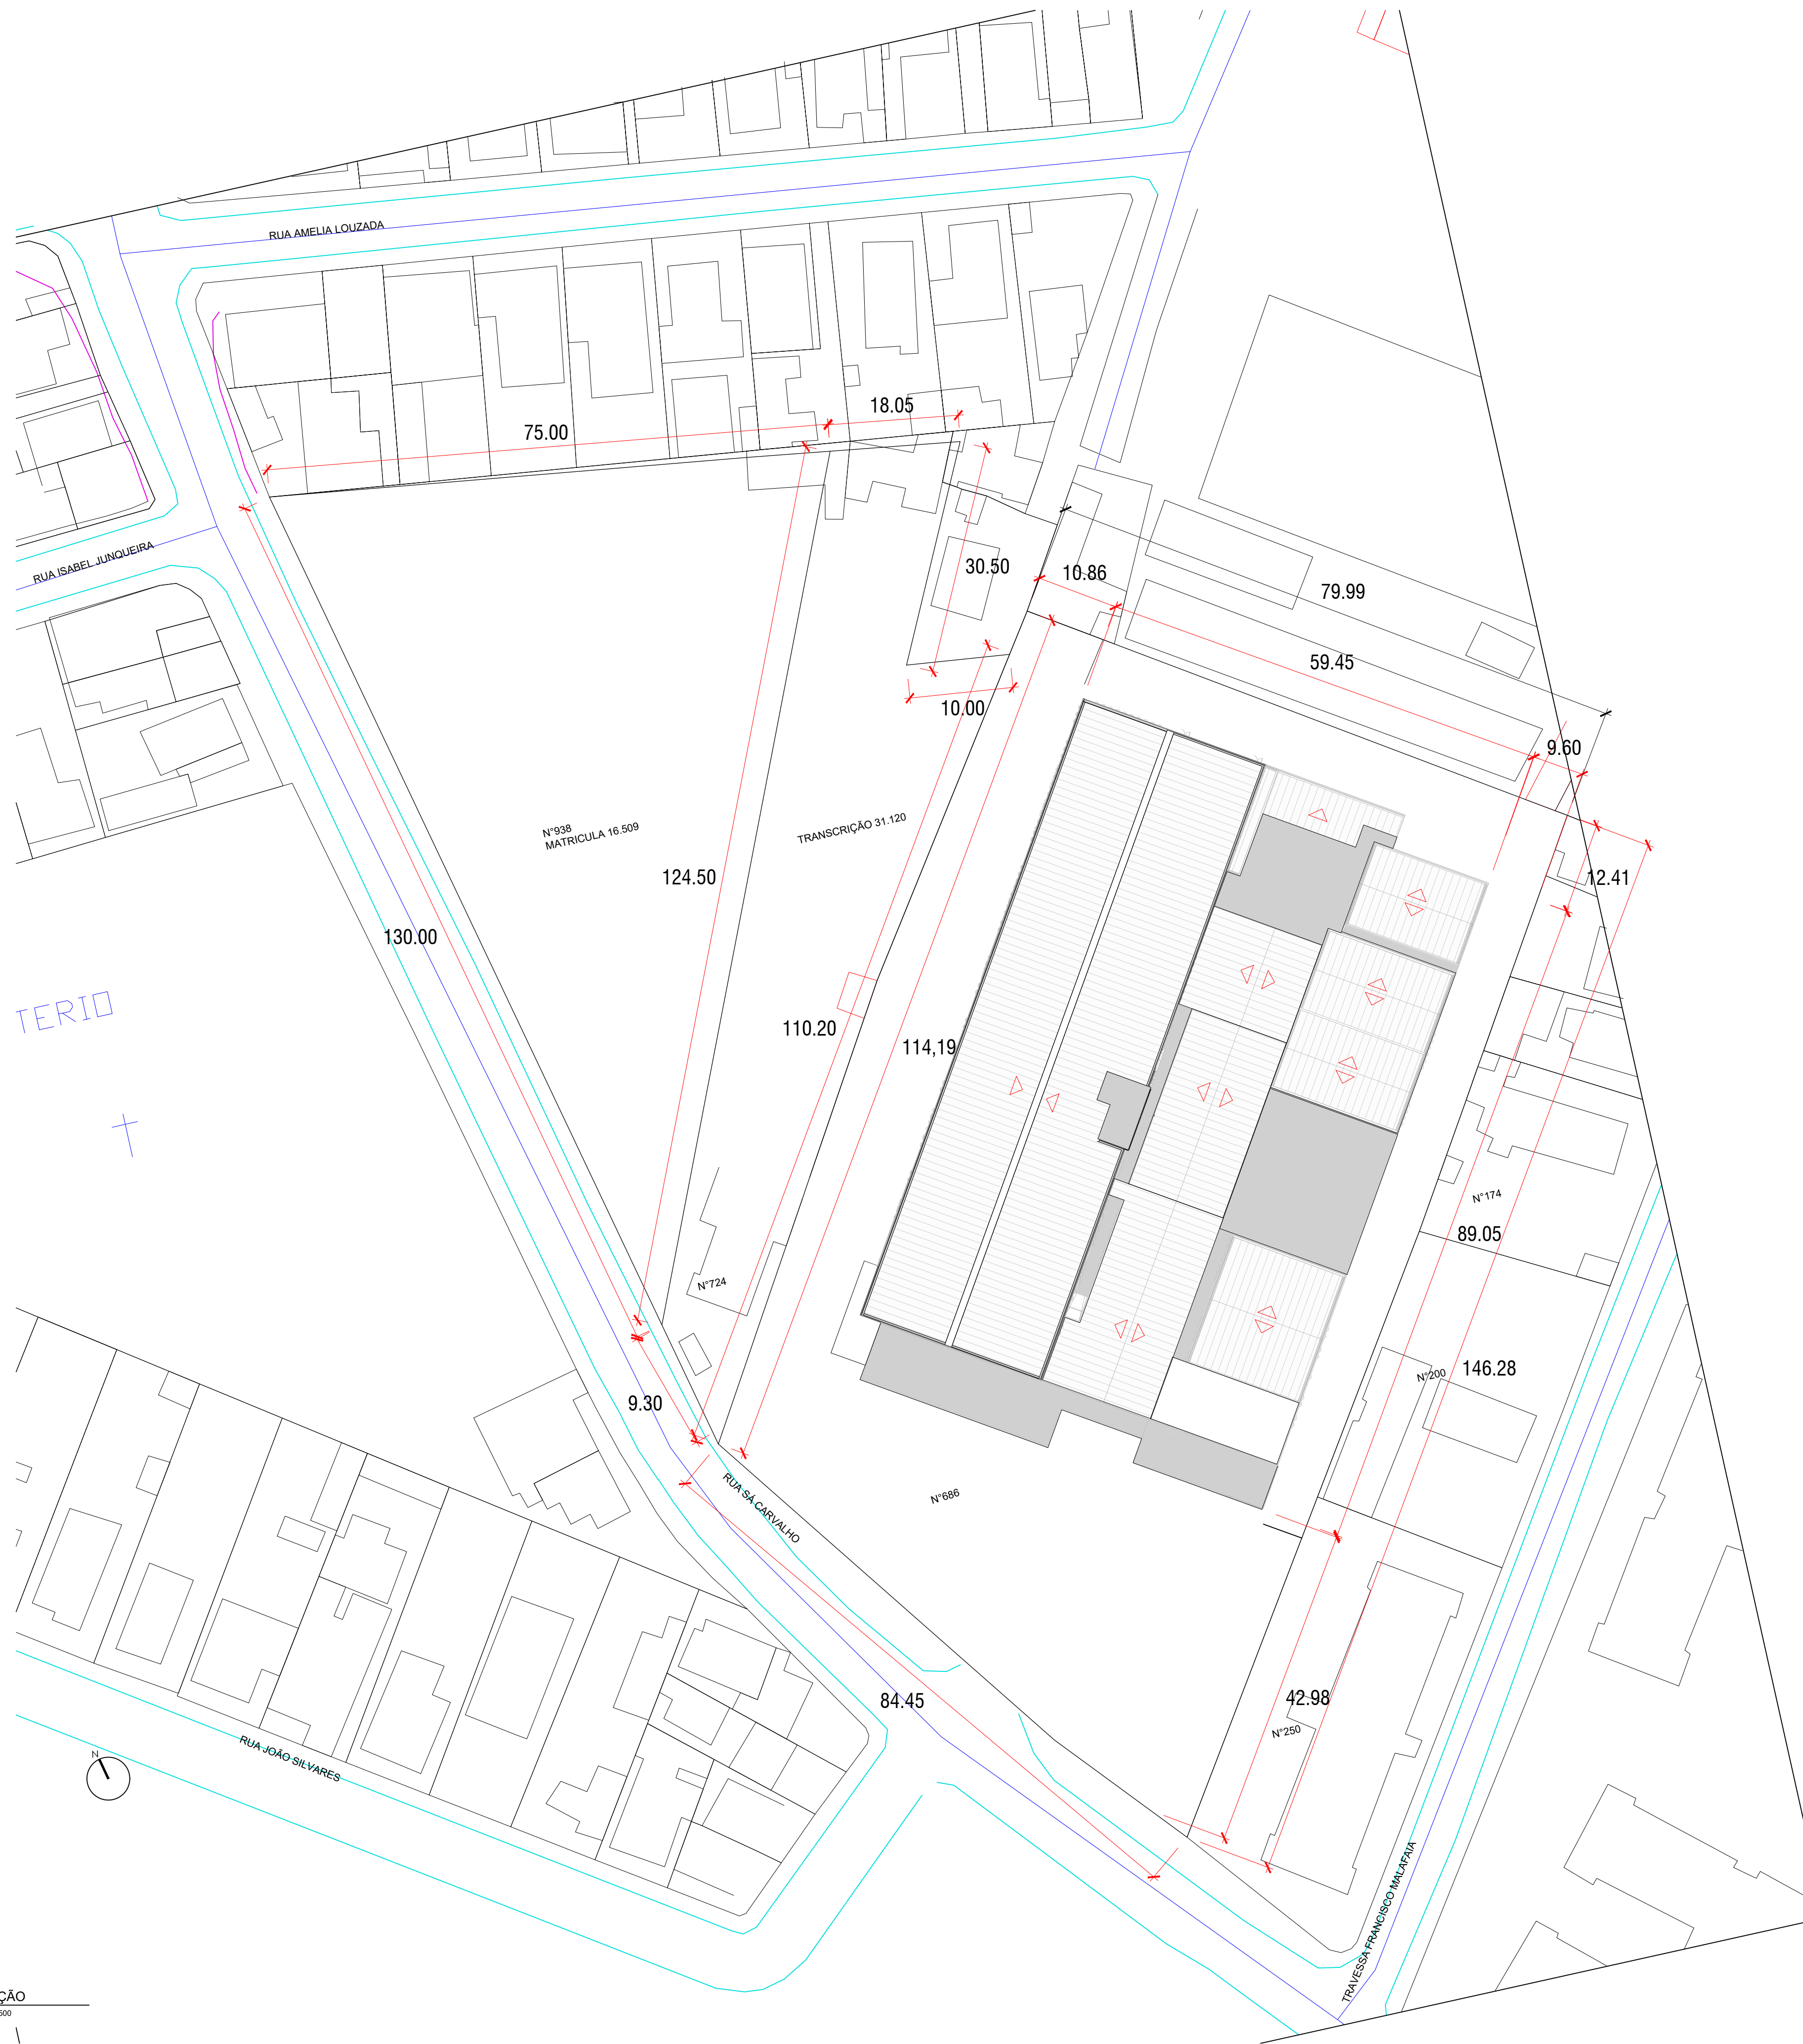 RUA AMELIA LOUZADA
18.05
75.00
RUA ISABEL JUNQUEIRA
30.50
10.86
79.99
59.45
10.00
9.60
N°938
MATRICULA 16.509
TRANSCRIÇÃO 31.120
124.50
12.41
130.00
TERIO
110.20
114,19
N°174
89.05
N°724
146.28
N°200
9.30
RUA SÁ CARVALHO
N°686
84.45
42.98
N°250
RUA JOÃO SILVARES
N
TRAVESSA FRANCISCO MALAFAIA
ÇÃO
500